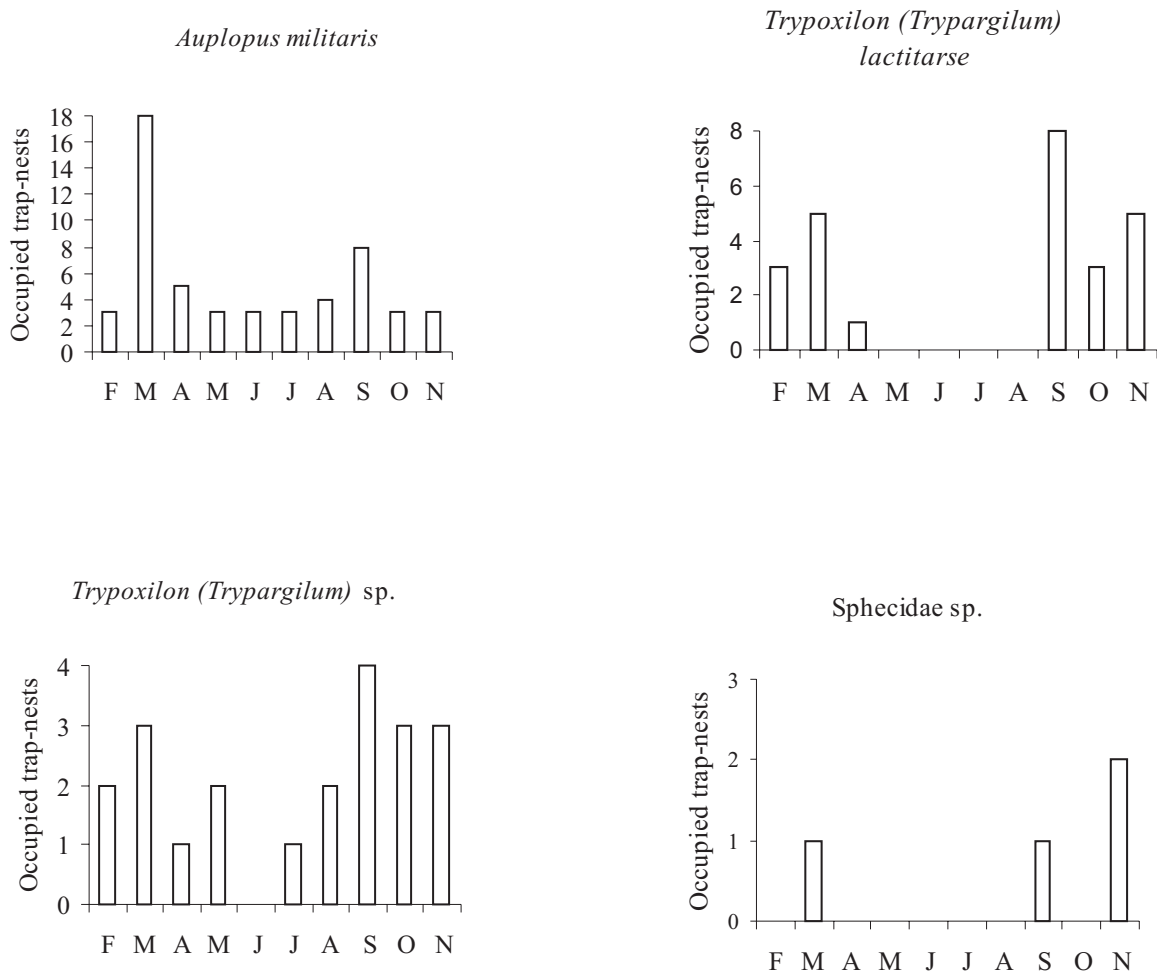 Auplopus militaris
Occupied trap-nests
18
16
14
12
10
8
6
4
2
0
F M A M J J A S O N
Trypoxilon (Trypargilum)
lactitarse
Occupied trap-nests
8
6
4
2
0
F M A M J J A S O N
Trypoxilon (Trypargilum) sp.
Occupied trap-nests
4
3
2
1
0
F M A M J J A S O N
Sphecidae sp.
Occupied trap-nests
3
2
1
0
F M A M J J A S O N